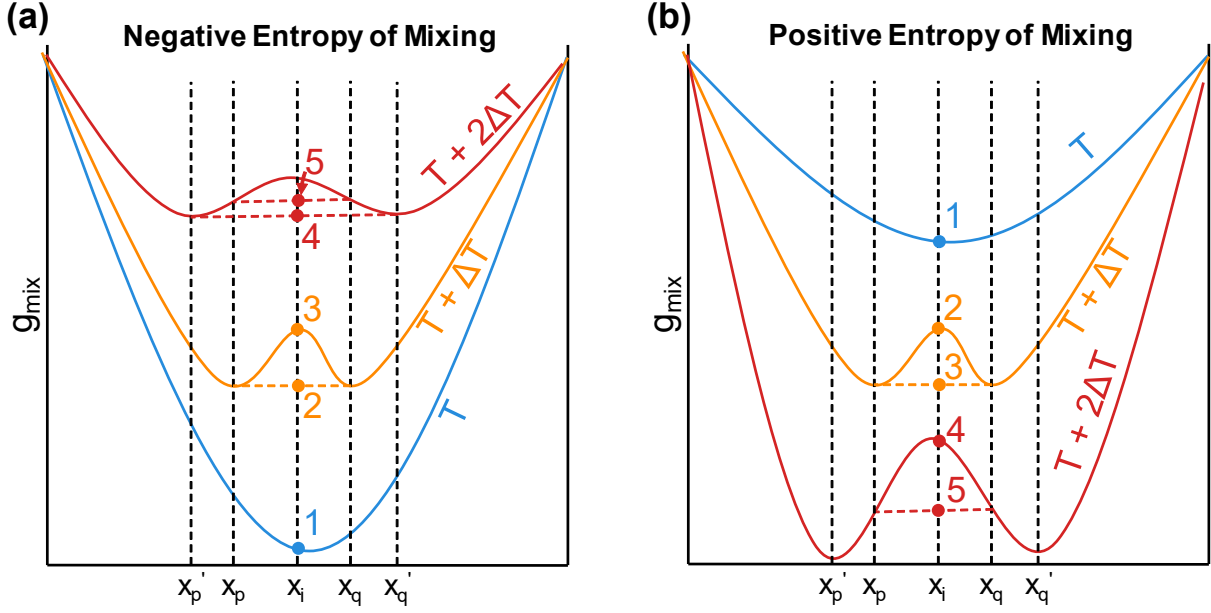 (a)
Negative Entropy of Mixing
g_mix
T + 2ΔT
T + ΔT
T
5
4
3
2
1
x_p' x_p x_i x_q x_q'
(b)
Positive Entropy of Mixing
g_mix
T
T + ΔT
T + 2ΔT
1
2
3
4
5
x_p' x_p x_i x_q x_q'